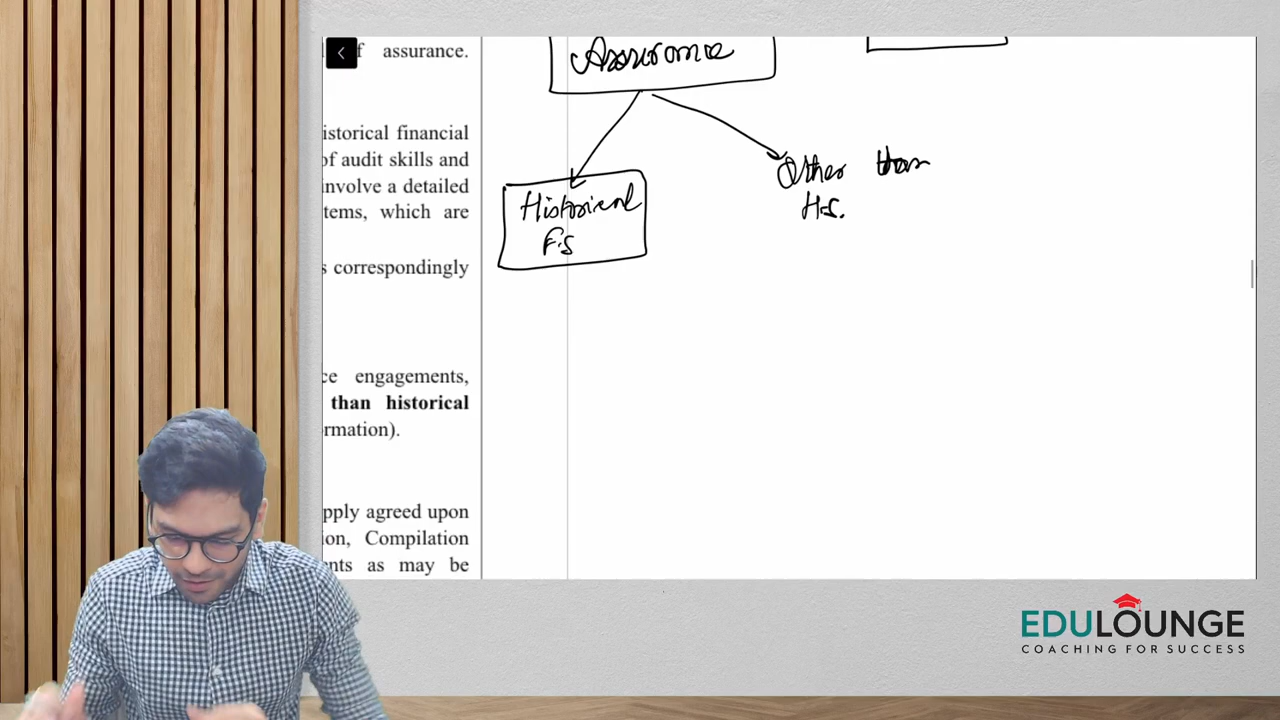 f assurance.
istorical financial
of audit skills and
involve a detailed
tems, which are
s correspondingly
ce engagements,
than historical
rmation).
pply agreed upon
ion, Compilation
nts as may be
Assurance
Historical
F.S
Other than
H.S.
EDULOUNGE
COACHING FOR SUCCESS